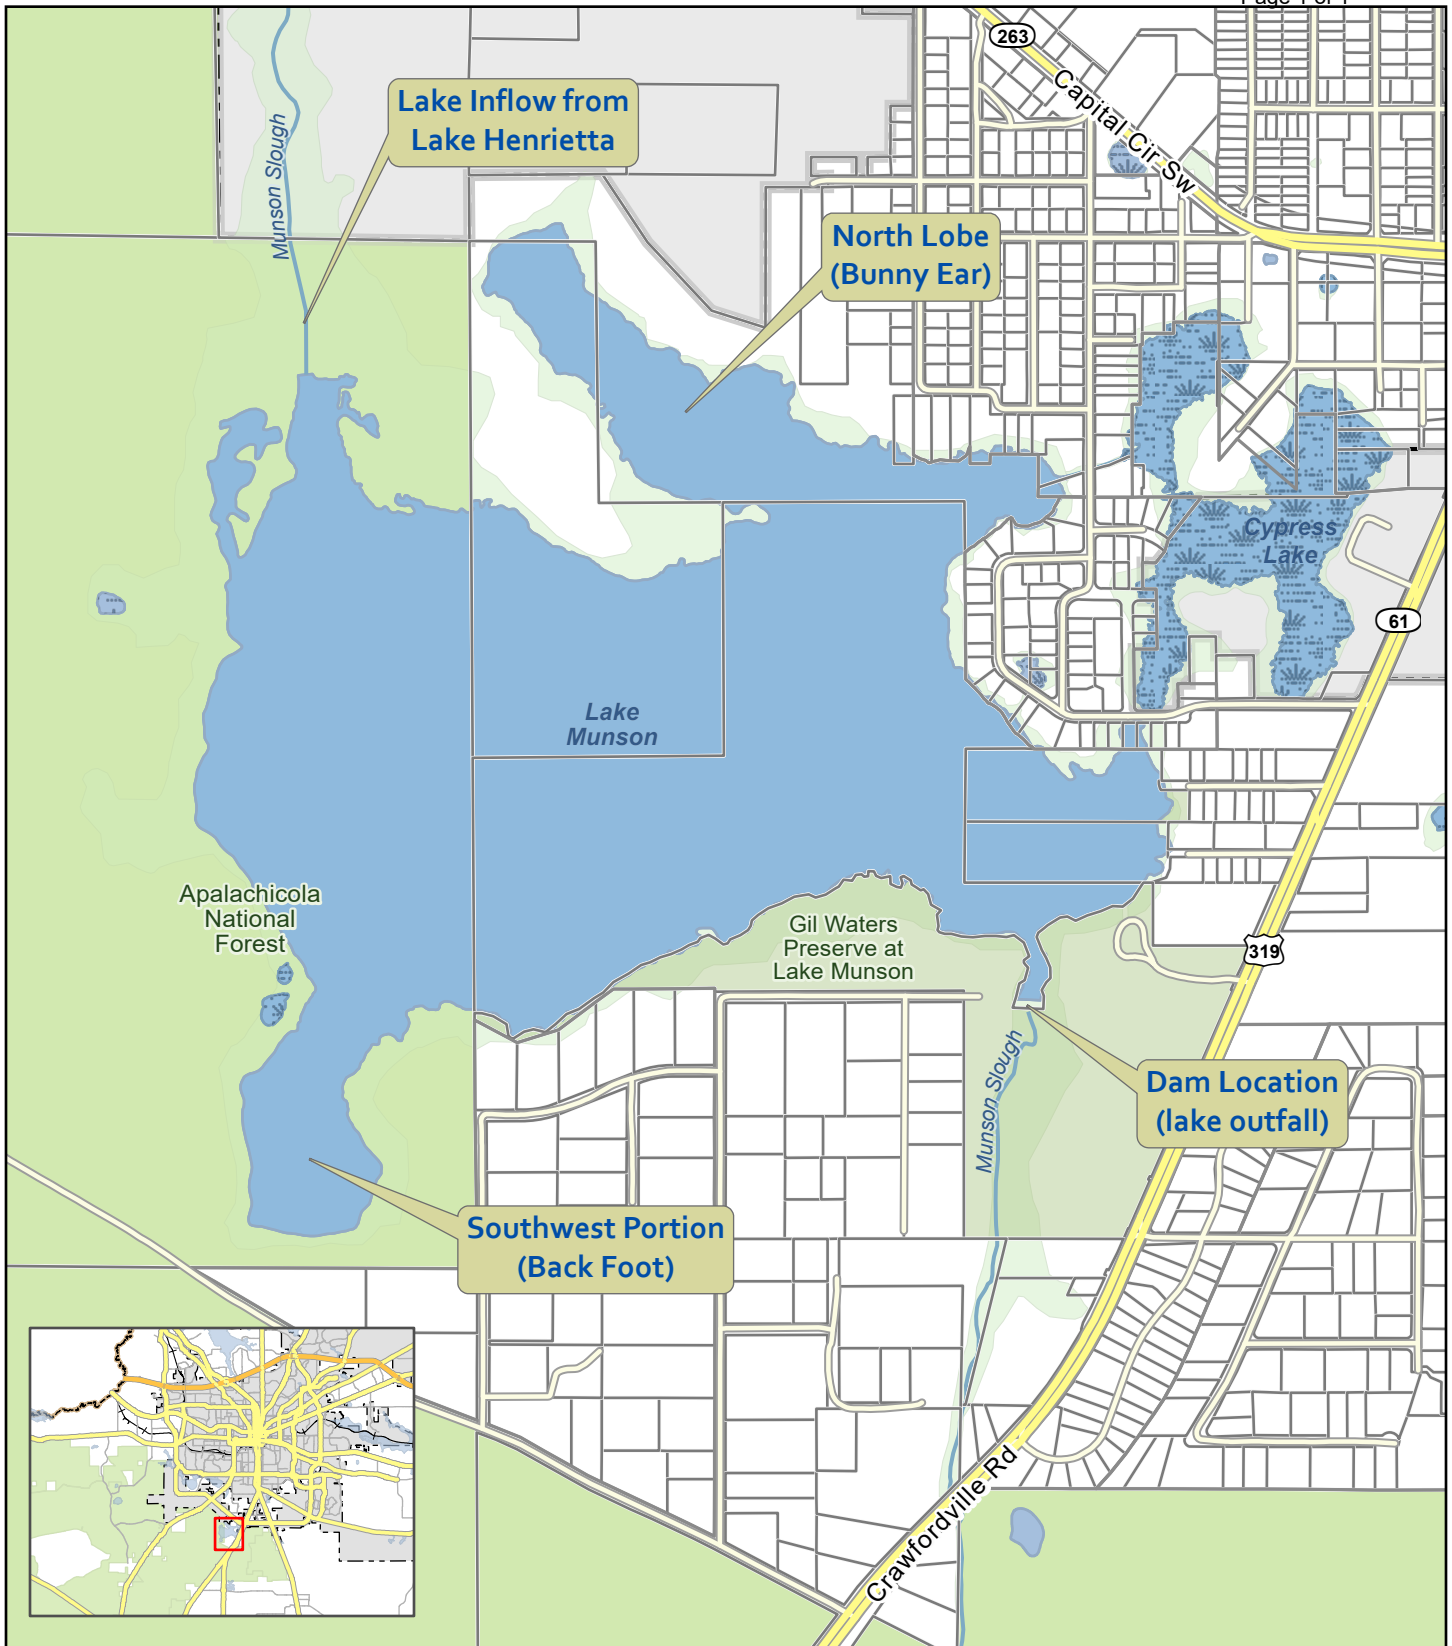 263
Capital Cir Sw
Lake Inflow from
Lake Henrietta
Munson Slough
North Lobe
(Bunny Ear)
Cypress
Lake
61
Lake
Munson
Apalachicola
National
Forest
Gil Waters
Preserve at
Lake Munson
319
Munson Slough
Dam Location
(lake outfall)
Southwest Portion
(Back Foot)
Crawfordville Rd